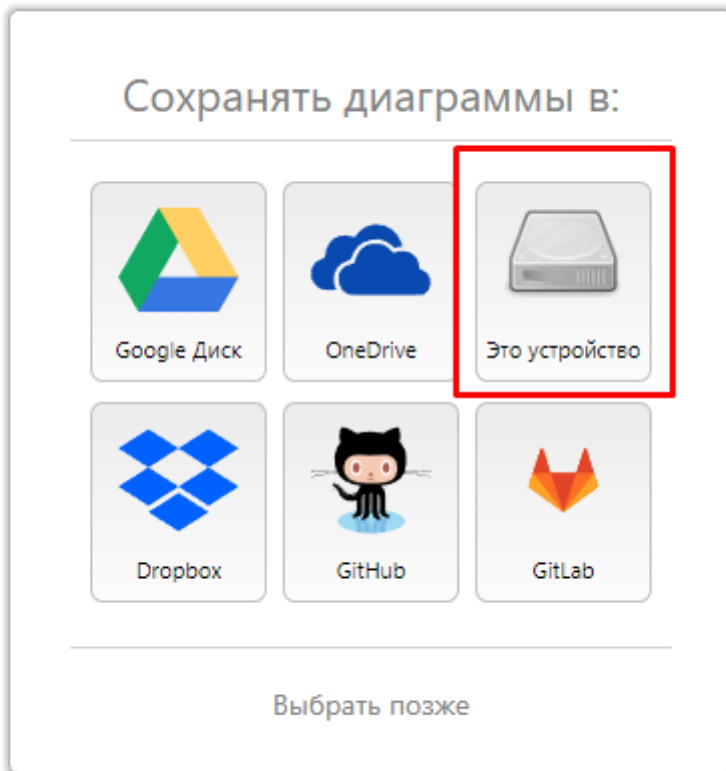 Сохранять диаграммы в:
Google Диск
OneDrive
Это устройство
Dropbox
GitHub
GitLab
Выбрать позже